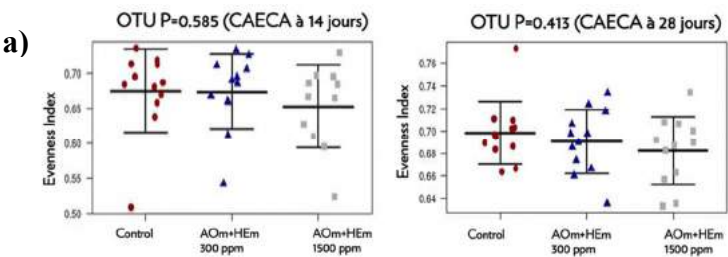 a)
OTU P=0.585 (CAECA à 14 jours)
Evenness Index
0.70
0.65
0.60
0.55
0.50
Control
AOm+HEm
300 ppm
AOm+HEm
1500 ppm
OTU P=0.413 (CAECA à 28 jours)
Evenness Index
0.76
0.74
0.72
0.70
0.68
0.66
0.64
Control
AOm+HEm
300 ppm
AOm+HEm
1500 ppm